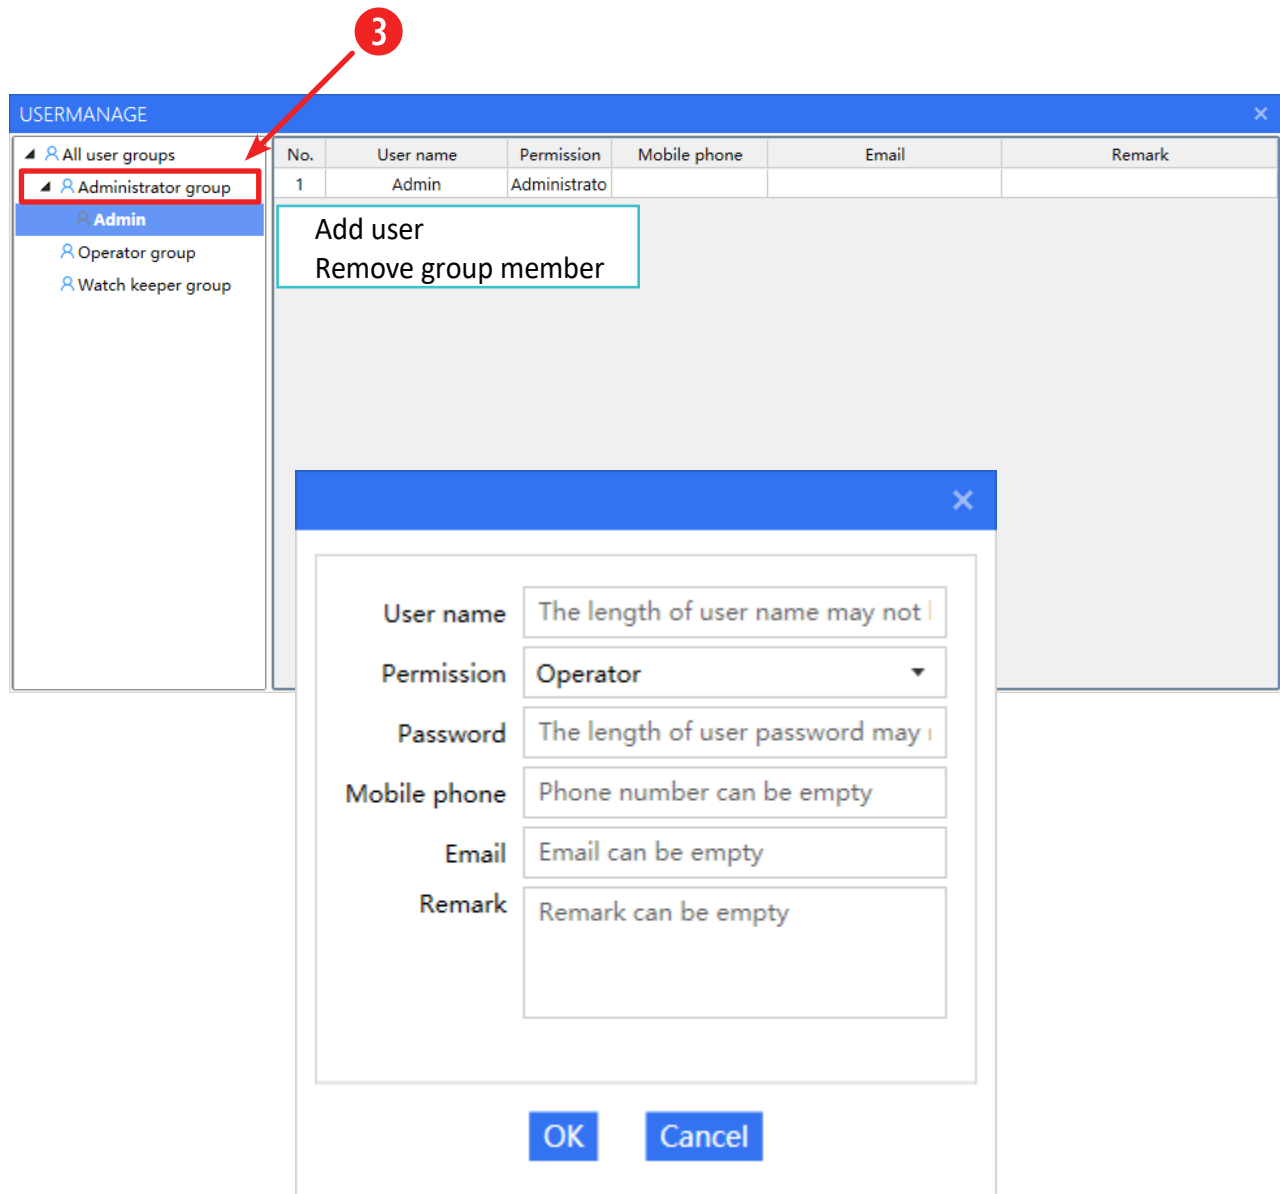 3
USERMANAGE
All user groups
Administrator group
Admin
Operator group
Watch keeper group
No. User name Permission Mobile phone Email Remark
1 Admin Administrato
Add user
Remove group member
User name The length of user name may not
Permission Operator
Password The length of user password may
Mobile phone Phone number can be empty
Email Email can be empty
Remark Remark can be empty
OK Cancel